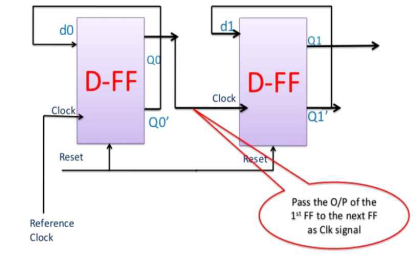 d0
Q0
D-FF
Clock
Q0'
Reset
Reference
Clock
d1
Q1
D-FF
Clock
Q1'
Reset
Pass the O/P of the
1st FF to the next FF
as Clk signal